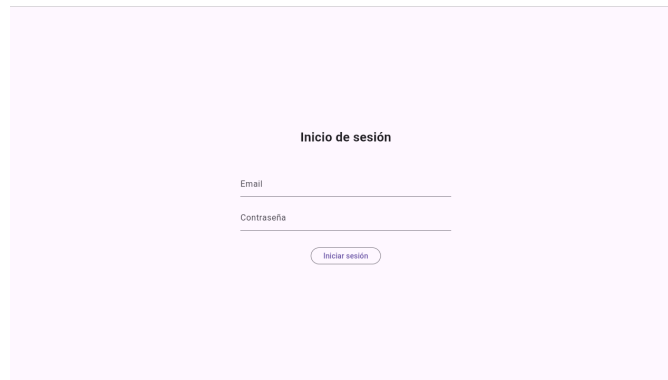 Inicio de sesión
Email
Contraseña
Iniciar sesión